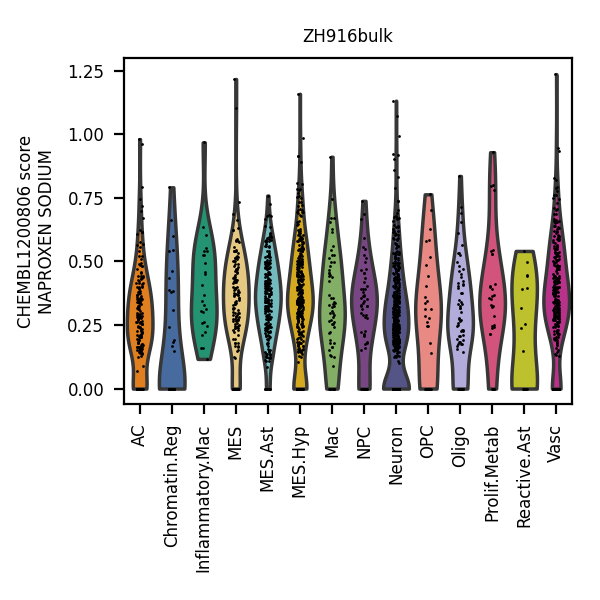 ZH916bulk
CHEMBL1200806 score
NAPROXEN SODIUM
1.25
1.00
0.75
0.50
0.25
0.00
AC
Chromatin.Reg
Inflammatory.Mac
MES
MES.Ast
MES.Hyp
Mac
NPC
Neuron
OPC
Oligo
Prolif.Metab
Reactive.Ast
Vasc